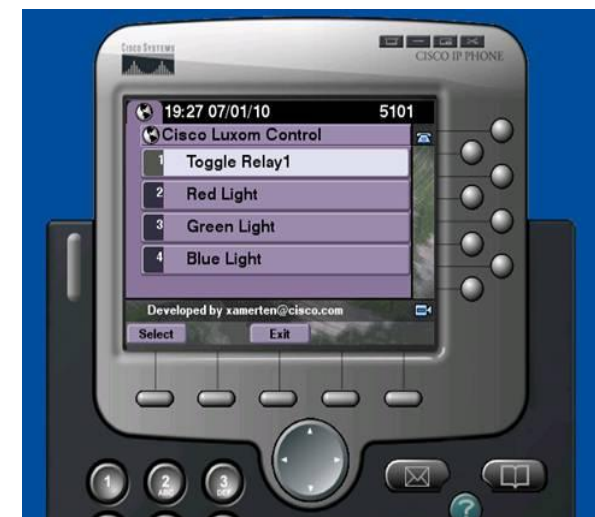 CISCO SYSTEMS
CISCO IP PHONE
19:27 07/01/10 5101
Cisco Luxom Control
1 Toggle Relay1
2 Red Light
3 Green Light
4 Blue Light
Developed by xamerten@cisco.com
Select Exit
1 2 ABC 3 DEF
?